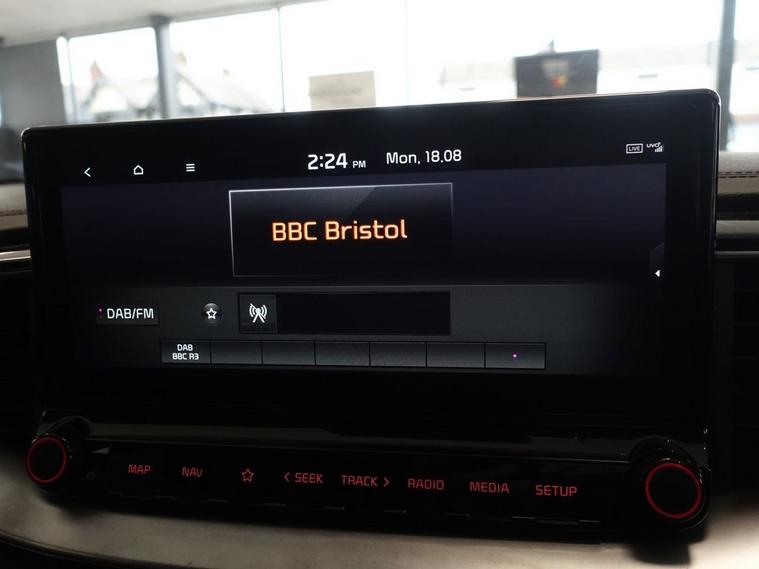 2:24 PM Mon, 18.08
LIVE UVO
BBC Bristol
DAB/FM
DAB
BBC R3
MAP NAV < SEEK TRACK > RADIO MEDIA SETUP